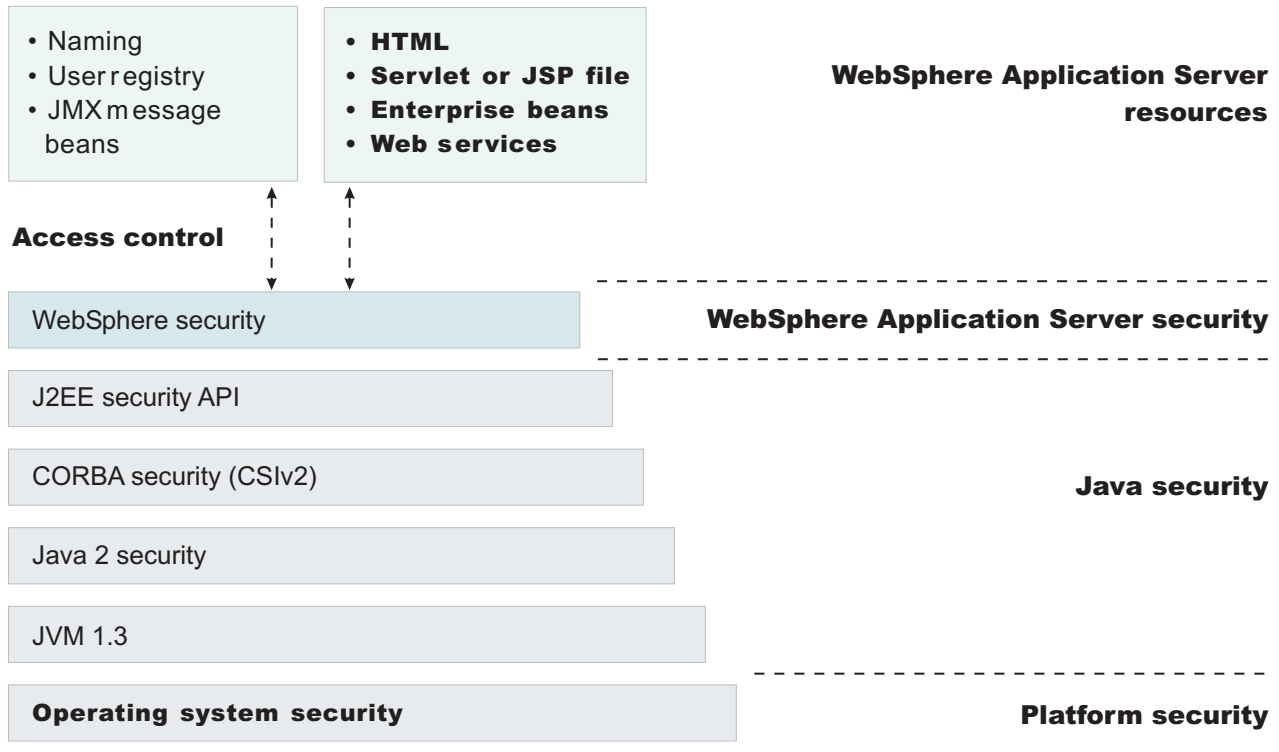 • Naming
• User registry
• JMX message
beans
• HTML
• Servlet or JSP file
• Enterprise beans
• Web services
WebSphere Application Server
resources
Access control
WebSphere security
WebSphere Application Server security
J2EE security API
CORBA security (CSIv2)
Java security
Java 2 security
JVM 1.3
Operating system security
Platform security